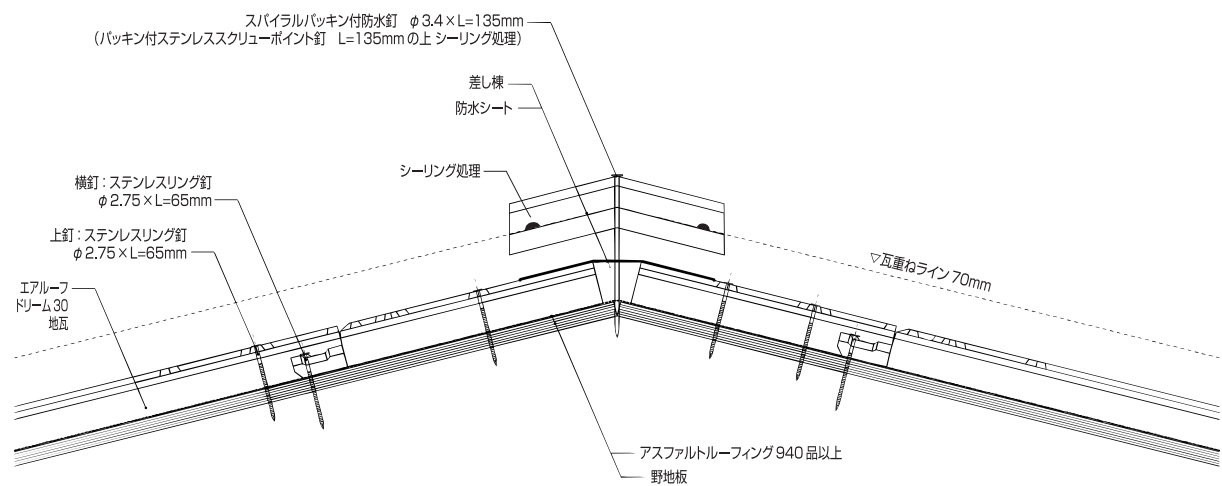 スパイラルパッキン付防水釘　φ3.4×L=135mm
（パッキン付ステンレススクリューポイント釘　L=135mmの上 シーリング処理）
差し棟
防水シート
シーリング処理
横釘：ステンレスリング釘
φ2.75×L=65mm
上釘：ステンレスリング釘
φ2.75×L=65mm
▽瓦重ねライン70mm
エアルーフ
ドリーム30
地瓦
アスファルトルーフィング940品以上
野地板